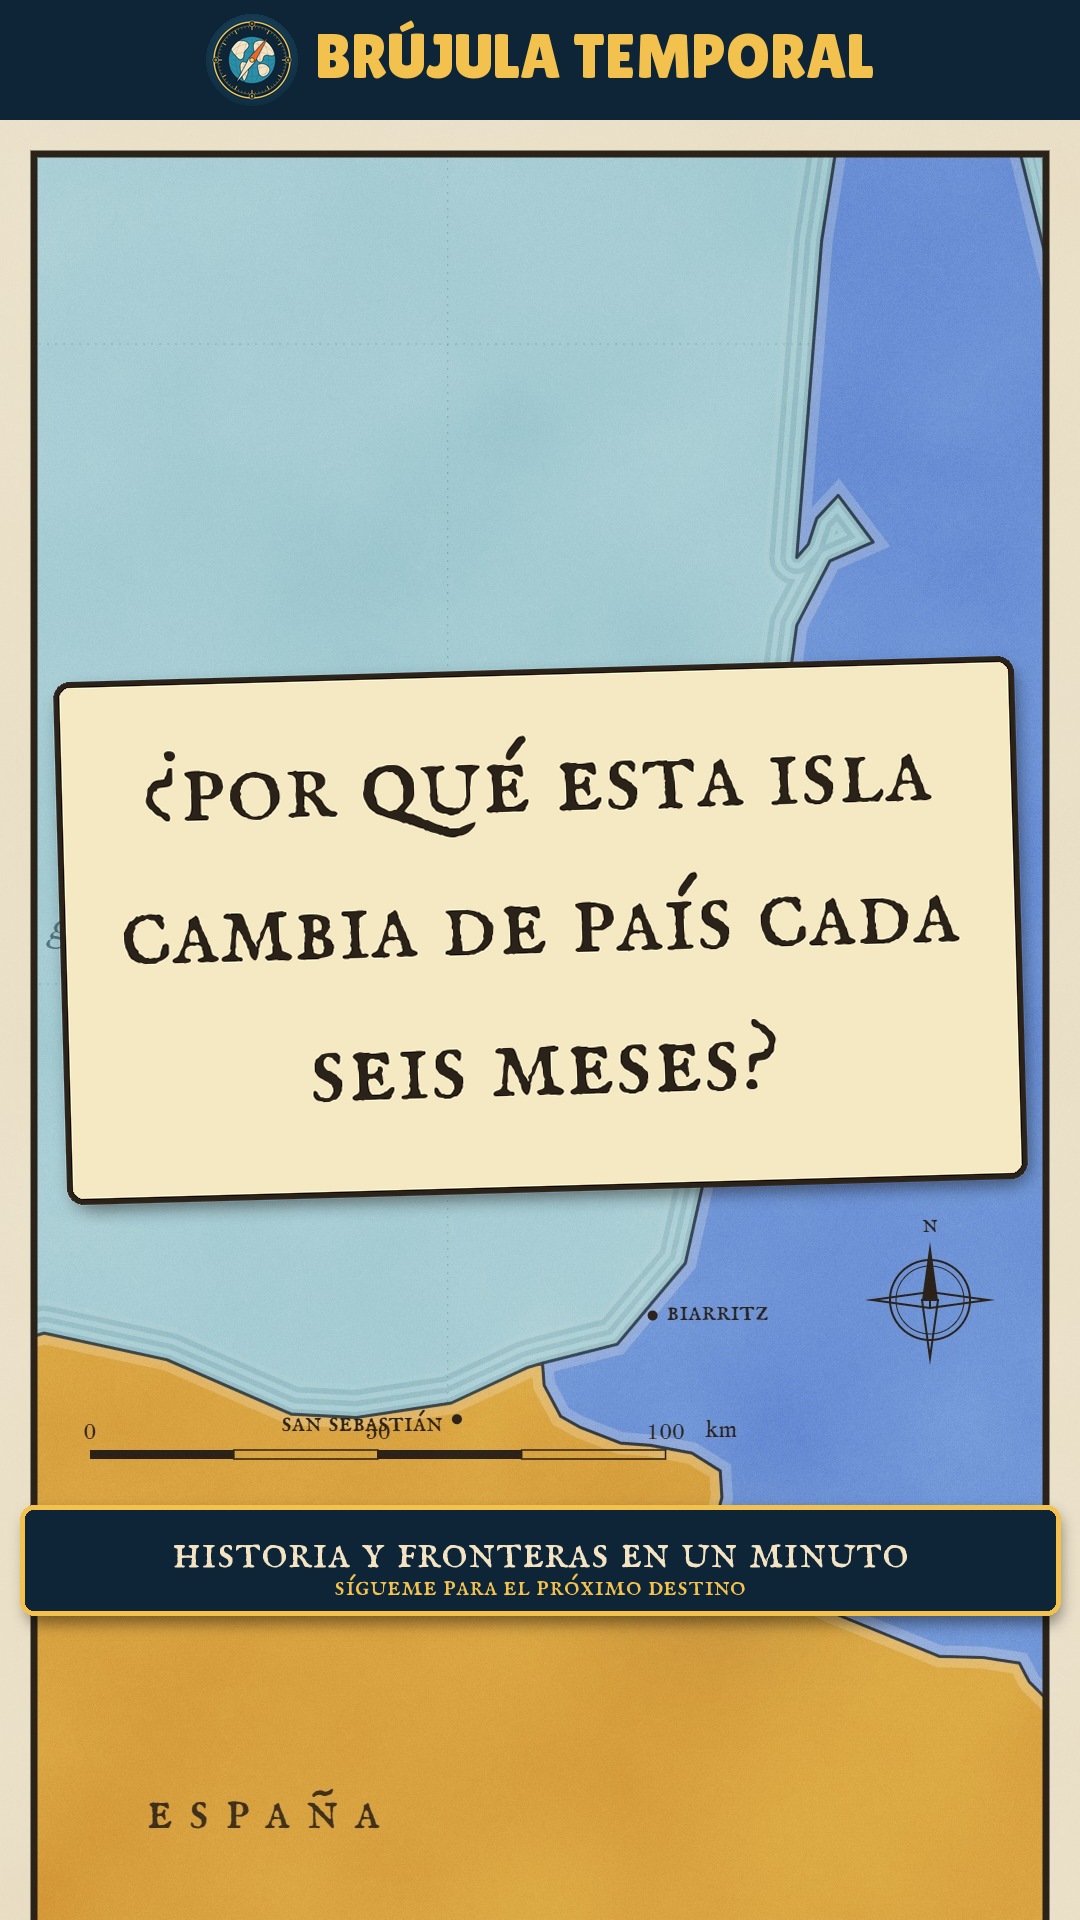 BRÚJULA TEMPORAL
¿POR QUÉ ESTA ISLA
CAMBIA DE PAÍS CADA
SEIS MESES?
N
BIARRITZ
SAN SEBASTIÁN
0 50 100 km
HISTORIA Y FRONTERAS EN UN MINUTO
SÍGUEME PARA EL PRÓXIMO DESTINO
ESPAÑA